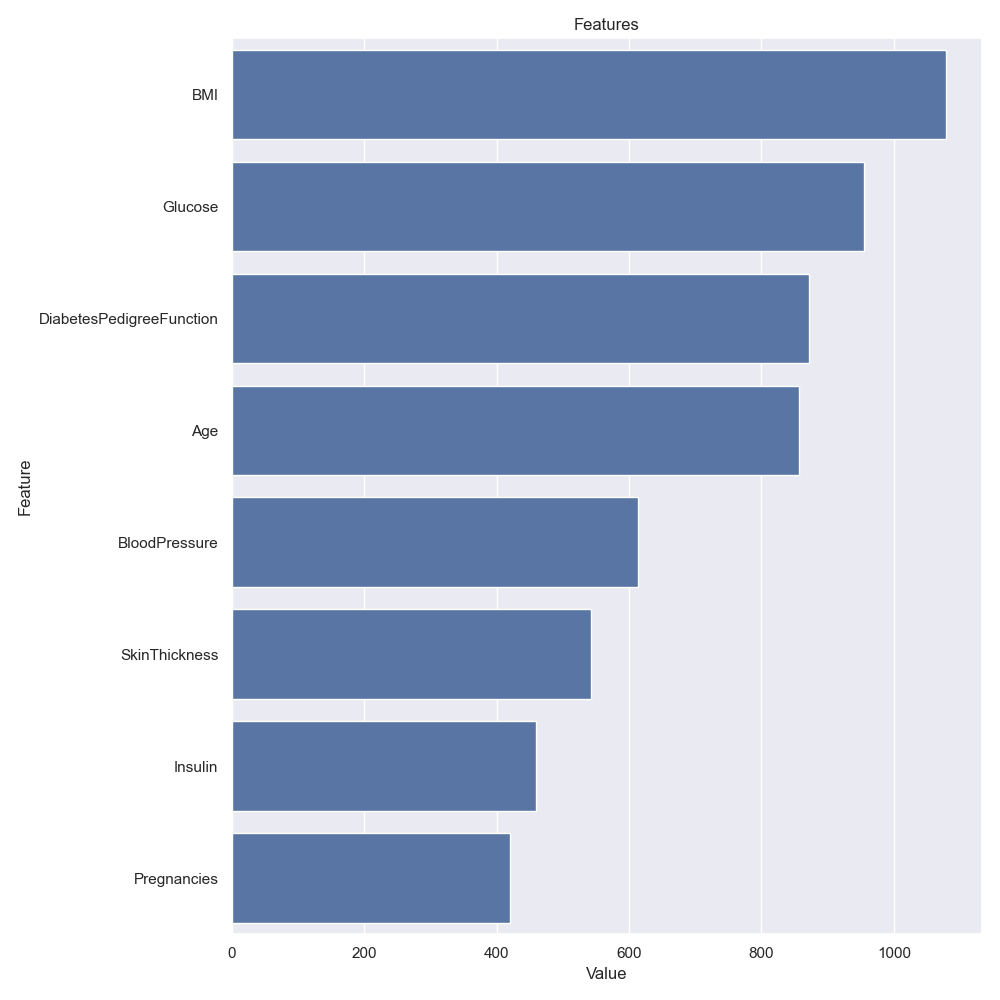 Features
BMI
Glucose
DiabetesPedigreeFunction
Age
BloodPressure
SkinThickness
Insulin
Pregnancies
Feature
0 200 400 600 800 1000
Value